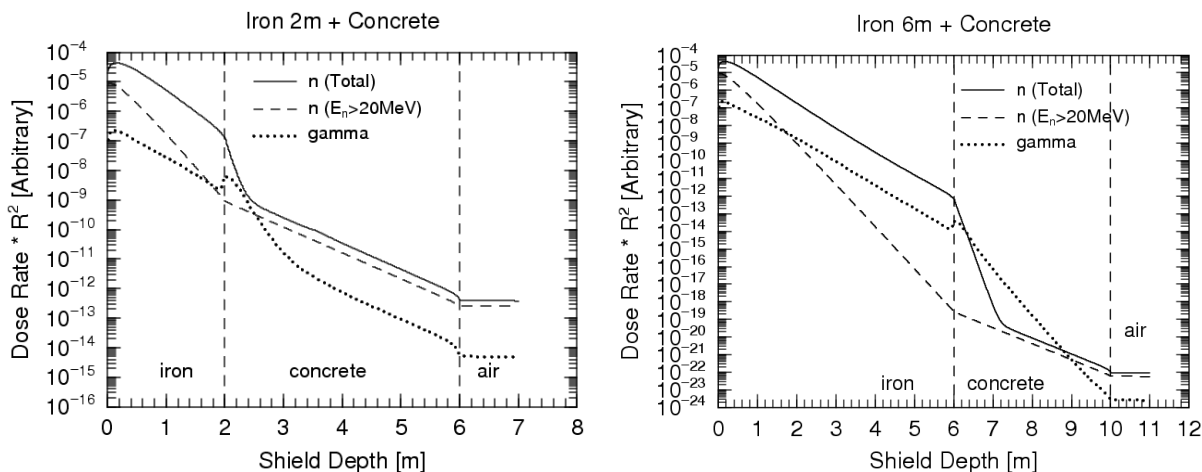 Iron 2m + Concrete
Dose Rate * R² [Arbitrary]
10⁻⁴
10⁻⁵
10⁻⁶
10⁻⁷
10⁻⁸
10⁻⁹
10⁻¹⁰
10⁻¹¹
10⁻¹²
10⁻¹³
10⁻¹⁴
10⁻¹⁵
10⁻¹⁶
n (Total)
n (Eₙ>20MeV)
gamma
iron
concrete
air
0 1 2 3 4 5 6 7 8
Shield Depth [m]
Iron 6m + Concrete
Dose Rate * R² [Arbitrary]
10⁻⁴
10⁻⁵
10⁻⁶
10⁻⁷
10⁻⁸
10⁻⁹
10⁻¹⁰
10⁻¹¹
10⁻¹²
10⁻¹³
10⁻¹⁴
10⁻¹⁵
10⁻¹⁶
10⁻¹⁷
10⁻¹⁸
10⁻¹⁹
10⁻²⁰
10⁻²¹
10⁻²²
10⁻²³
10⁻²⁴
n (Total)
n (Eₙ>20MeV)
gamma
air
iron
concrete
0 1 2 3 4 5 6 7 8 9 10 11 12
Shield Depth [m]